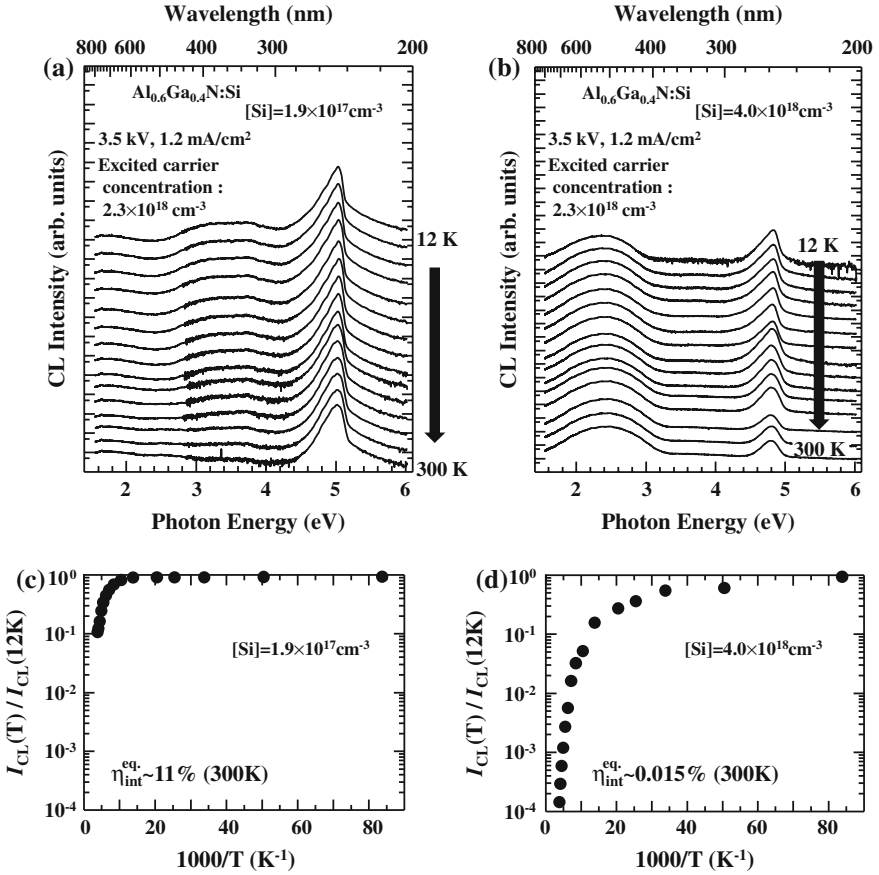 Wavelength (nm)
800 600 500 400 300 200
(a)
Al0.6Ga0.4N:Si
[Si]=1.9×10^17cm-3
3.5 kV, 1.2 mA/cm²
Excited carrier
concentration :
2.3×10^18 cm-3
12 K
300 K
CL Intensity (arb. units)
2 3 4 5 6
Photon Energy (eV)
Wavelength (nm)
800 600 500 400 300 200
(b)
Al0.6Ga0.4N:Si
[Si]=4.0×10^18cm-3
3.5 kV, 1.2 mA/cm²
Excited carrier
concentration :
2.3×10^18 cm-3
12 K
300 K
CL Intensity (arb. units)
2 3 4 5 6
Photon Energy (eV)
(c)
10^0
10^-1
10^-2
10^-3
10^-4
ICL(T) / ICL(12K)
[Si]=1.9×10^17cm-3
η_int^eq.~11% (300K)
0 20 40 60 80
1000/T (K-1)
(d)
10^0
10^-1
10^-2
10^-3
10^-4
ICL(T) / ICL(12K)
[Si]=4.0×10^18cm-3
η_int^eq.~0.015% (300K)
0 20 40 60 80
1000/T (K-1)